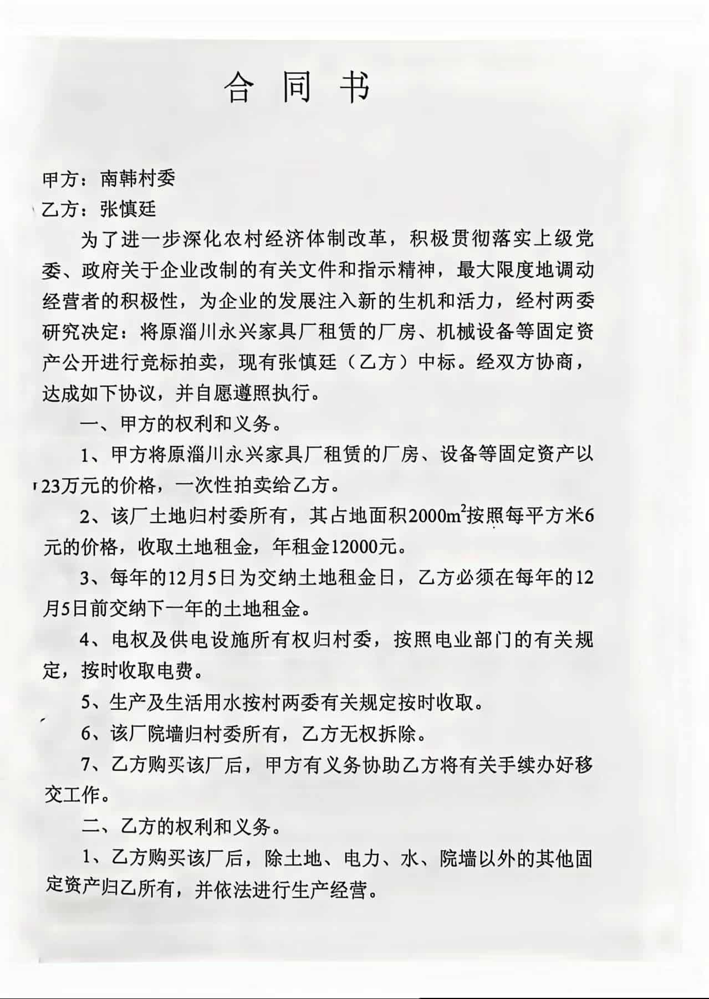 合 同 书
甲方：南韩村委
乙方：张慎廷
为了进一步深化农村经济体制改革，积极贯彻落实上级党
委、政府关于企业改制的有关文件和指示精神，最大限度地调动
经营者的积极性，为企业的发展注入新的生机和活力，经村两委
研究决定：将原淄川永兴家具厂租赁的厂房、机械设备等固定资
产公开进行竞标拍卖，现有张慎廷（乙方）中标。经双方协商，
达成如下协议，并自愿遵照执行。
一、甲方的权利和义务。
1、甲方将原淄川永兴家具厂租赁的厂房、设备等固定资产以
23万元的价格，一次性拍卖给乙方。
2、该厂土地归村委所有，其占地面积2000m²按照每平方米6
元的价格，收取土地租金，年租金12000元。
3、每年的12月5日为交纳土地租金日，乙方必须在每年的12
月5日前交纳下一年的土地租金。
4、电权及供电设施所有权归村委，按照电业部门的有关规
定，按时收取电费。
5、生产及生活用水按村两委有关规定按时收取。
6、该厂院墙归村委所有，乙方无权拆除。
7、乙方购买该厂后，甲方有义务协助乙方将有关手续办好移
交工作。
二、乙方的权利和义务。
1、乙方购买该厂后，除土地、电力、水、院墙以外的其他固
定资产归乙所有，并依法进行生产经营。